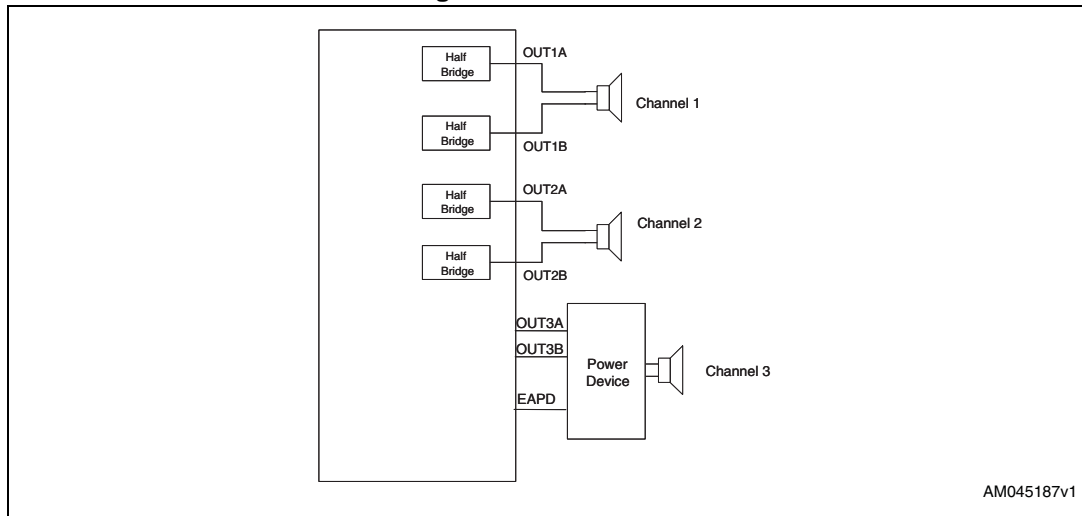 Half
Bridge
OUT1A
Channel 1
Half
Bridge
OUT1B
Half
Bridge
OUT2A
Channel 2
Half
Bridge
OUT2B
OUT3A
OUT3B
Power
Device
Channel 3
EAPD
AM045187v1